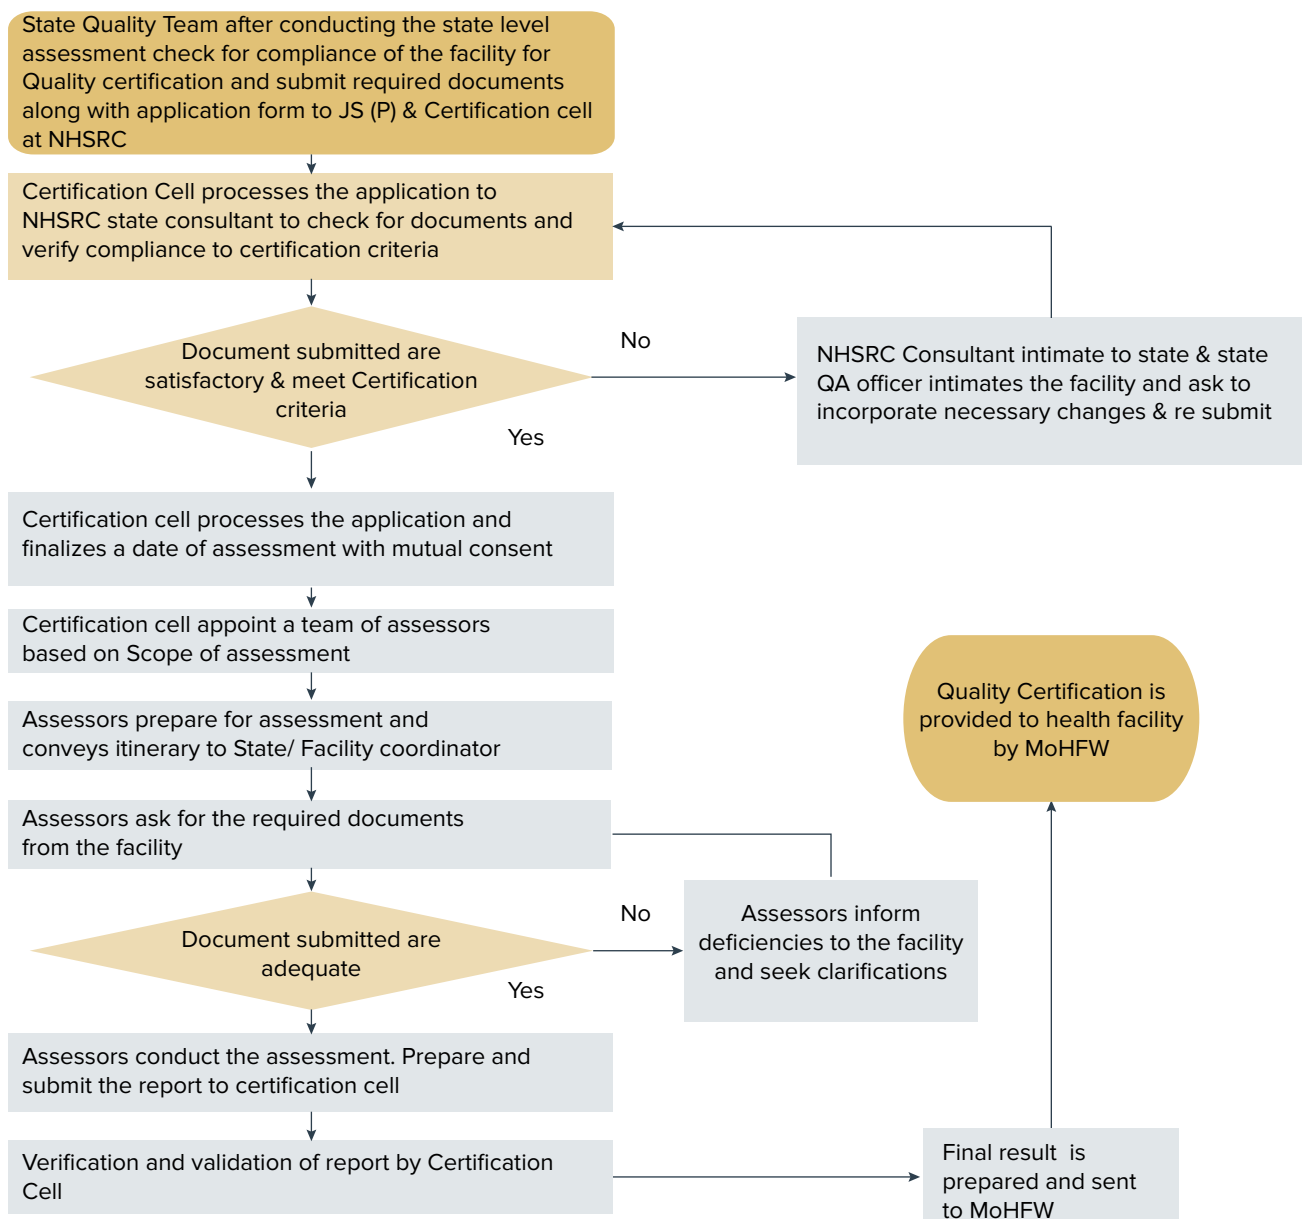 State Quality Team after conducting the state level
assessment check for compliance of the facility for
Quality certification and submit required documents
along with application form to JS (P) & Certification cell
at NHSRC
Certification Cell processes the application to
NHSRC state consultant to check for documents and
verify compliance to certification criteria
Document submitted are
satisfactory & meet Certification
criteria
No
Yes
NHSRC Consultant intimate to state & state
QA officer intimates the facility and ask to
incorporate necessary changes & re submit
Certification cell processes the application and
finalizes a date of assessment with mutual consent
Certification cell appoint a team of assessors
based on Scope of assessment
Assessors prepare for assessment and
conveys itinerary to State/ Facility coordinator
Assessors ask for the required documents
from the facility
Document submitted are
adequate
No
Yes
Assessors inform
deficiencies to the facility
and seek clarifications
Assessors conduct the assessment. Prepare and
submit the report to certification cell
Verification and validation of report by Certification
Cell
Final result is
prepared and sent
to MoHFW
Quality Certification is
provided to health facility
by MoHFW